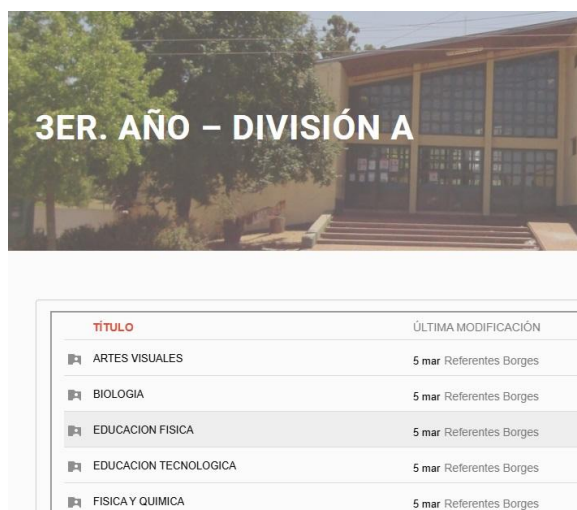 3ER. AÑO – DIVISIÓN A
TÍTULO ÚLTIMA MODIFICACIÓN
ARTES VISUALES 5 mar Referentes Borges
BIOLOGIA 5 mar Referentes Borges
EDUCACION FISICA 5 mar Referentes Borges
EDUCACION TECNOLOGICA 5 mar Referentes Borges
FISICA Y QUIMICA 5 mar Referentes Borges